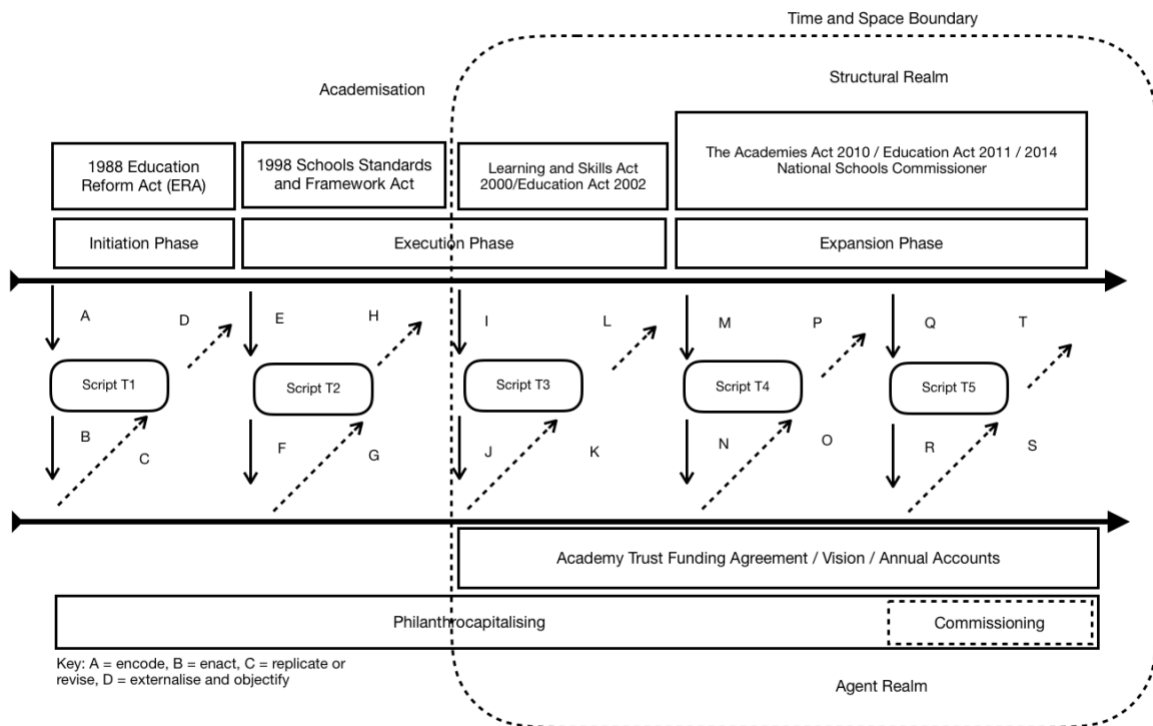 Time and Space Boundary
Structural Realm
Academisation
1988 Education
Reform Act (ERA)
1998 Schools Standards
and Framework Act
Learning and Skills Act
2000/Education Act 2002
The Academies Act 2010 / Education Act 2011 / 2014
National Schools Commissioner
Initiation Phase
Execution Phase
Expansion Phase
A
D
E
H
I
L
M
P
Q
T
Script T1
Script T2
Script T3
Script T4
Script T5
B
C
F
G
J
K
N
O
R
S
Academy Trust Funding Agreement / Vision / Annual Accounts
Philanthrocapitalising
Commissioning
Key: A = encode, B = enact, C = replicate or
revise, D = externalise and objectify
Agent Realm